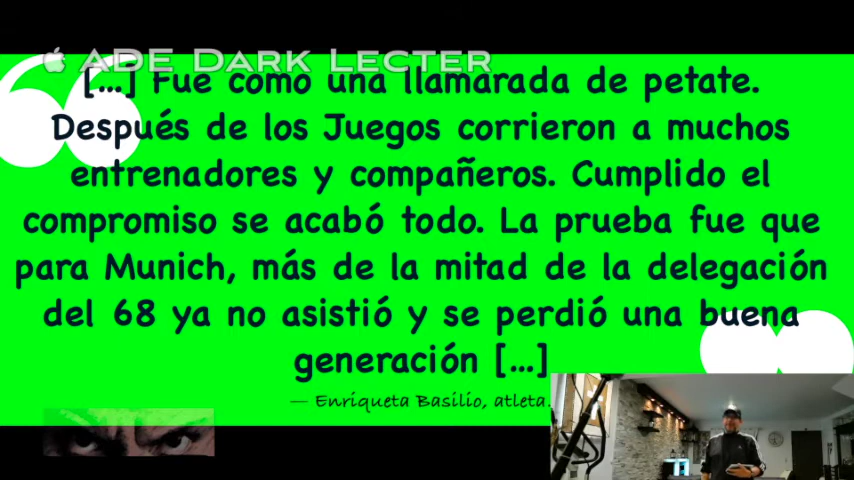 ADE DARK LECTER
[...] Fue como una llamarada de petate.
Después de los Juegos corrieron a muchos
entrenadores y compañeros. Cumplido el
compromiso se acabó todo. La prueba fue que
para Munich, más de la mitad de la delegación
del 68 ya no asistió y se perdió una buena
generación [...]
— Enriqueta Basilio, atleta.